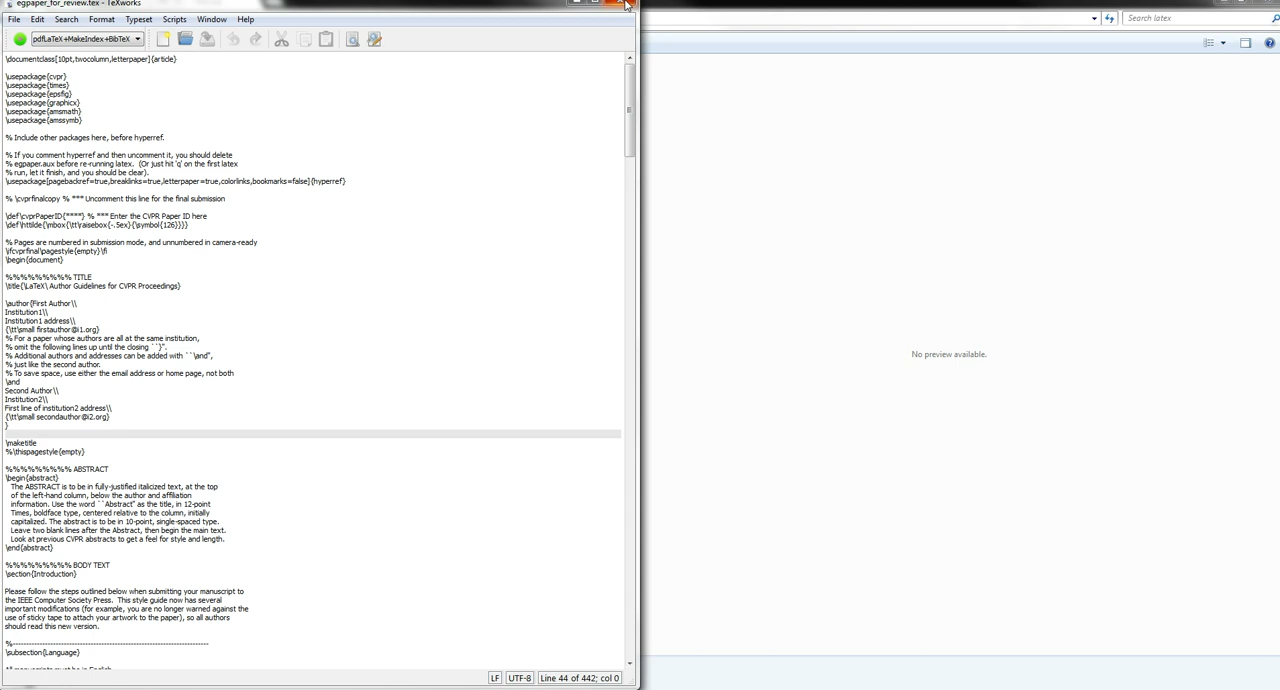 egpaper_for_review.tex - TeXworks
File Edit Search Format Typeset Scripts Window Help
Search latex
pdfLaTeX+MakeIndex+BibTeX
\documentclass[10pt,twocolumn,letterpaper]{article}
\usepackage{cvpr}
\usepackage{times}
\usepackage{epsfig}
\usepackage{graphicx}
\usepackage{amsmath}
\usepackage{amssymb}
% Include other packages here, before hyperref.
% If you comment hyperref and then uncomment it, you should delete
% egpaper.aux before re-running latex.  (Or just hit 'q' on the first latex
% run, let it finish, and you should be clear).
\usepackage[pagebackref=true,breaklinks=true,letterpaper=true,colorlinks,bookmarks=false]{hyperref}
% \cvprfinalcopy % *** Uncomment this line for the final submission
\def\cvprPaperID{****} % *** Enter the CVPR Paper ID here
\def\httilde{\mbox{\tt\raisebox{-.5ex}{\symbol{126}}}}
% Pages are numbered in submission mode, and unnumbered in camera-ready
\ifcvprfinal\pagestyle{empty}\fi
\begin{document}
%%%%%%%%% TITLE
\title{\LaTeX\ Author Guidelines for CVPR Proceedings}
\author{First Author\\
Institution1\\
Institution1 address\\
{\tt\small firstauthor@i1.org}
% For a paper whose authors are all at the same institution,
% omit the following lines up until the closing ``}''.
% Additional authors and addresses can be added with ``\and'',
% just like the second author.
% To save space, use either the email address or home page, not both
\and
Second Author\\
Institution2\\
First line of institution2 address\\
{\tt\small secondauthor@i2.org}
}
\maketitle
%\thispagestyle{empty}
%%%%%%%%% ABSTRACT
\begin{abstract}
The ABSTRACT is to be in fully-justified italicized text, at the top
of the left-hand column, below the author and affiliation
information. Use the word ``Abstract'' as the title, in 12-point
Times, boldface type, centered relative to the column, initially
capitalized. The abstract is to be in 10-point, single-spaced type.
Leave two blank lines after the Abstract, then begin the main text.
Look at previous CVPR abstracts to get a feel for style and length.
\end{abstract}
%%%%%%%%% BODY TEXT
\section{Introduction}
Please follow the steps outlined below when submitting your manuscript to
the IEEE Computer Society Press.  This style guide now has several
important modifications (for example, you are no longer warned against the
use of sticky tape to attach your artwork to the paper), so all authors
should read this new version.
%-------------------------------------------------------------------------
\subsection{Language}
All manuscripts must be in English.
No preview available.
LF UTF-8 Line 44 of 442; col 0